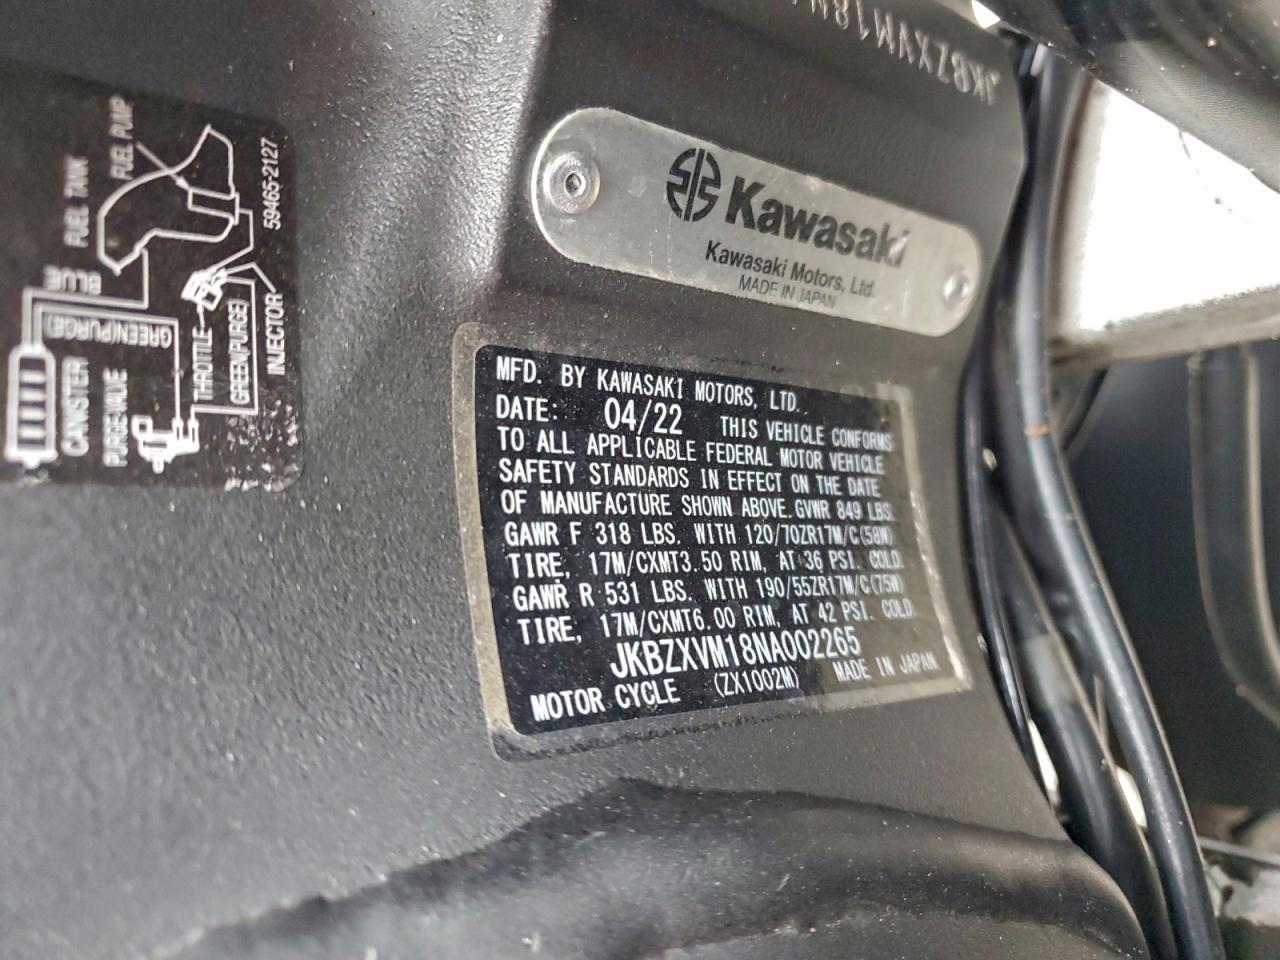 JKBZXVM18N
Kawasaki
Kawasaki Motors, Ltd.
MADE IN JAPAN
MFD. BY KAWASAKI MOTORS, LTD.
DATE: 04/22 THIS VEHICLE CONFORMS
TO ALL APPLICABLE FEDERAL MOTOR VEHICLE
SAFETY STANDARDS IN EFFECT ON THE DATE
OF MANUFACTURE SHOWN ABOVE. GVWR 849 LBS.
GAWR F 318 LBS. WITH 120/70ZR17M/C(58W)
TIRE, 17M/CXMT3.50 RIM, AT 36 PSI. COLD.
GAWR R 531 LBS. WITH 190/55ZR17M/C(75W)
TIRE, 17M/CXMT6.00 RIM, AT 42 PSI. COLD.
JKBZXVM18NA002265
MOTOR CYCLE (ZX1002M) MADE IN JAPAN
FUEL PUMP
FUEL TANK
59465-2127
BLUE
GREEN(PURGE)
CANISTER
PURGE VALVE
THROTTLE
GREEN(PURGE)
INJECTOR